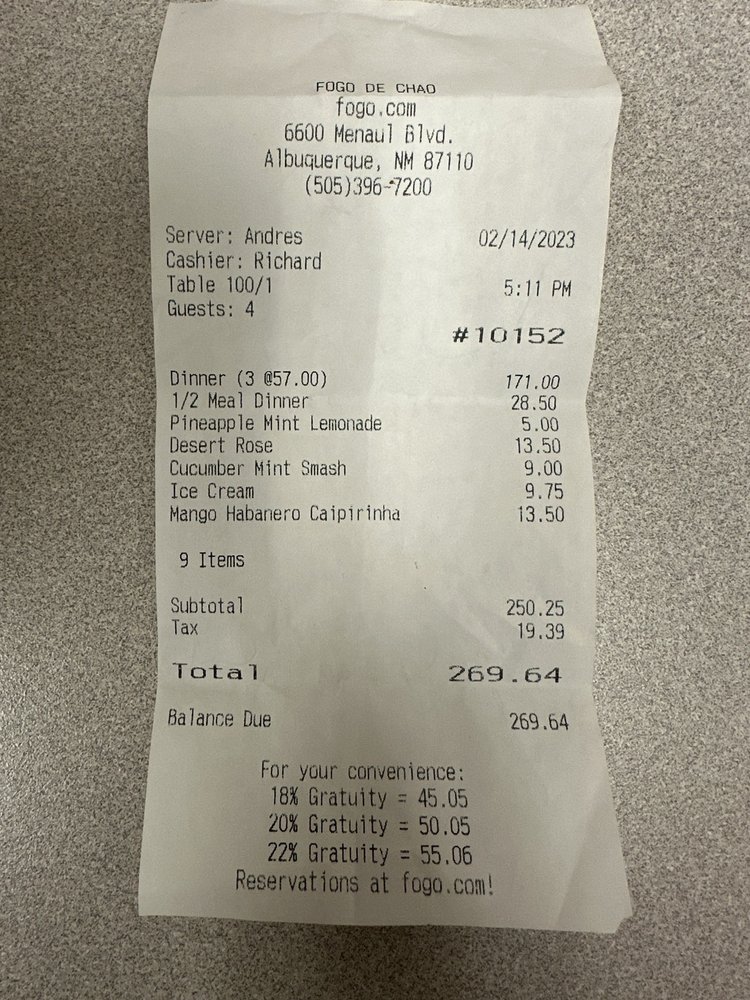 FOGO DE CHAO
fogo.com
6600 Menaul Blvd.
Albuquerque, NM 87110
(505)396-7200
Server: Andres 02/14/2023
Cashier: Richard
Table 100/1 5:11 PM
Guests: 4
#10152
Dinner (3 @57.00) 171.00
1/2 Meal Dinner 28.50
Pineapple Mint Lemonade 5.00
Desert Rose 13.50
Cucumber Mint Smash 9.00
Ice Cream 9.75
Mango Habanero Caipirinha 13.50
9 Items
Subtotal 250.25
Tax 19.39
Total 269.64
Balance Due 269.64
For your convenience:
18% Gratuity = 45.05
20% Gratuity = 50.05
22% Gratuity = 55.06
Reservations at fogo.com!